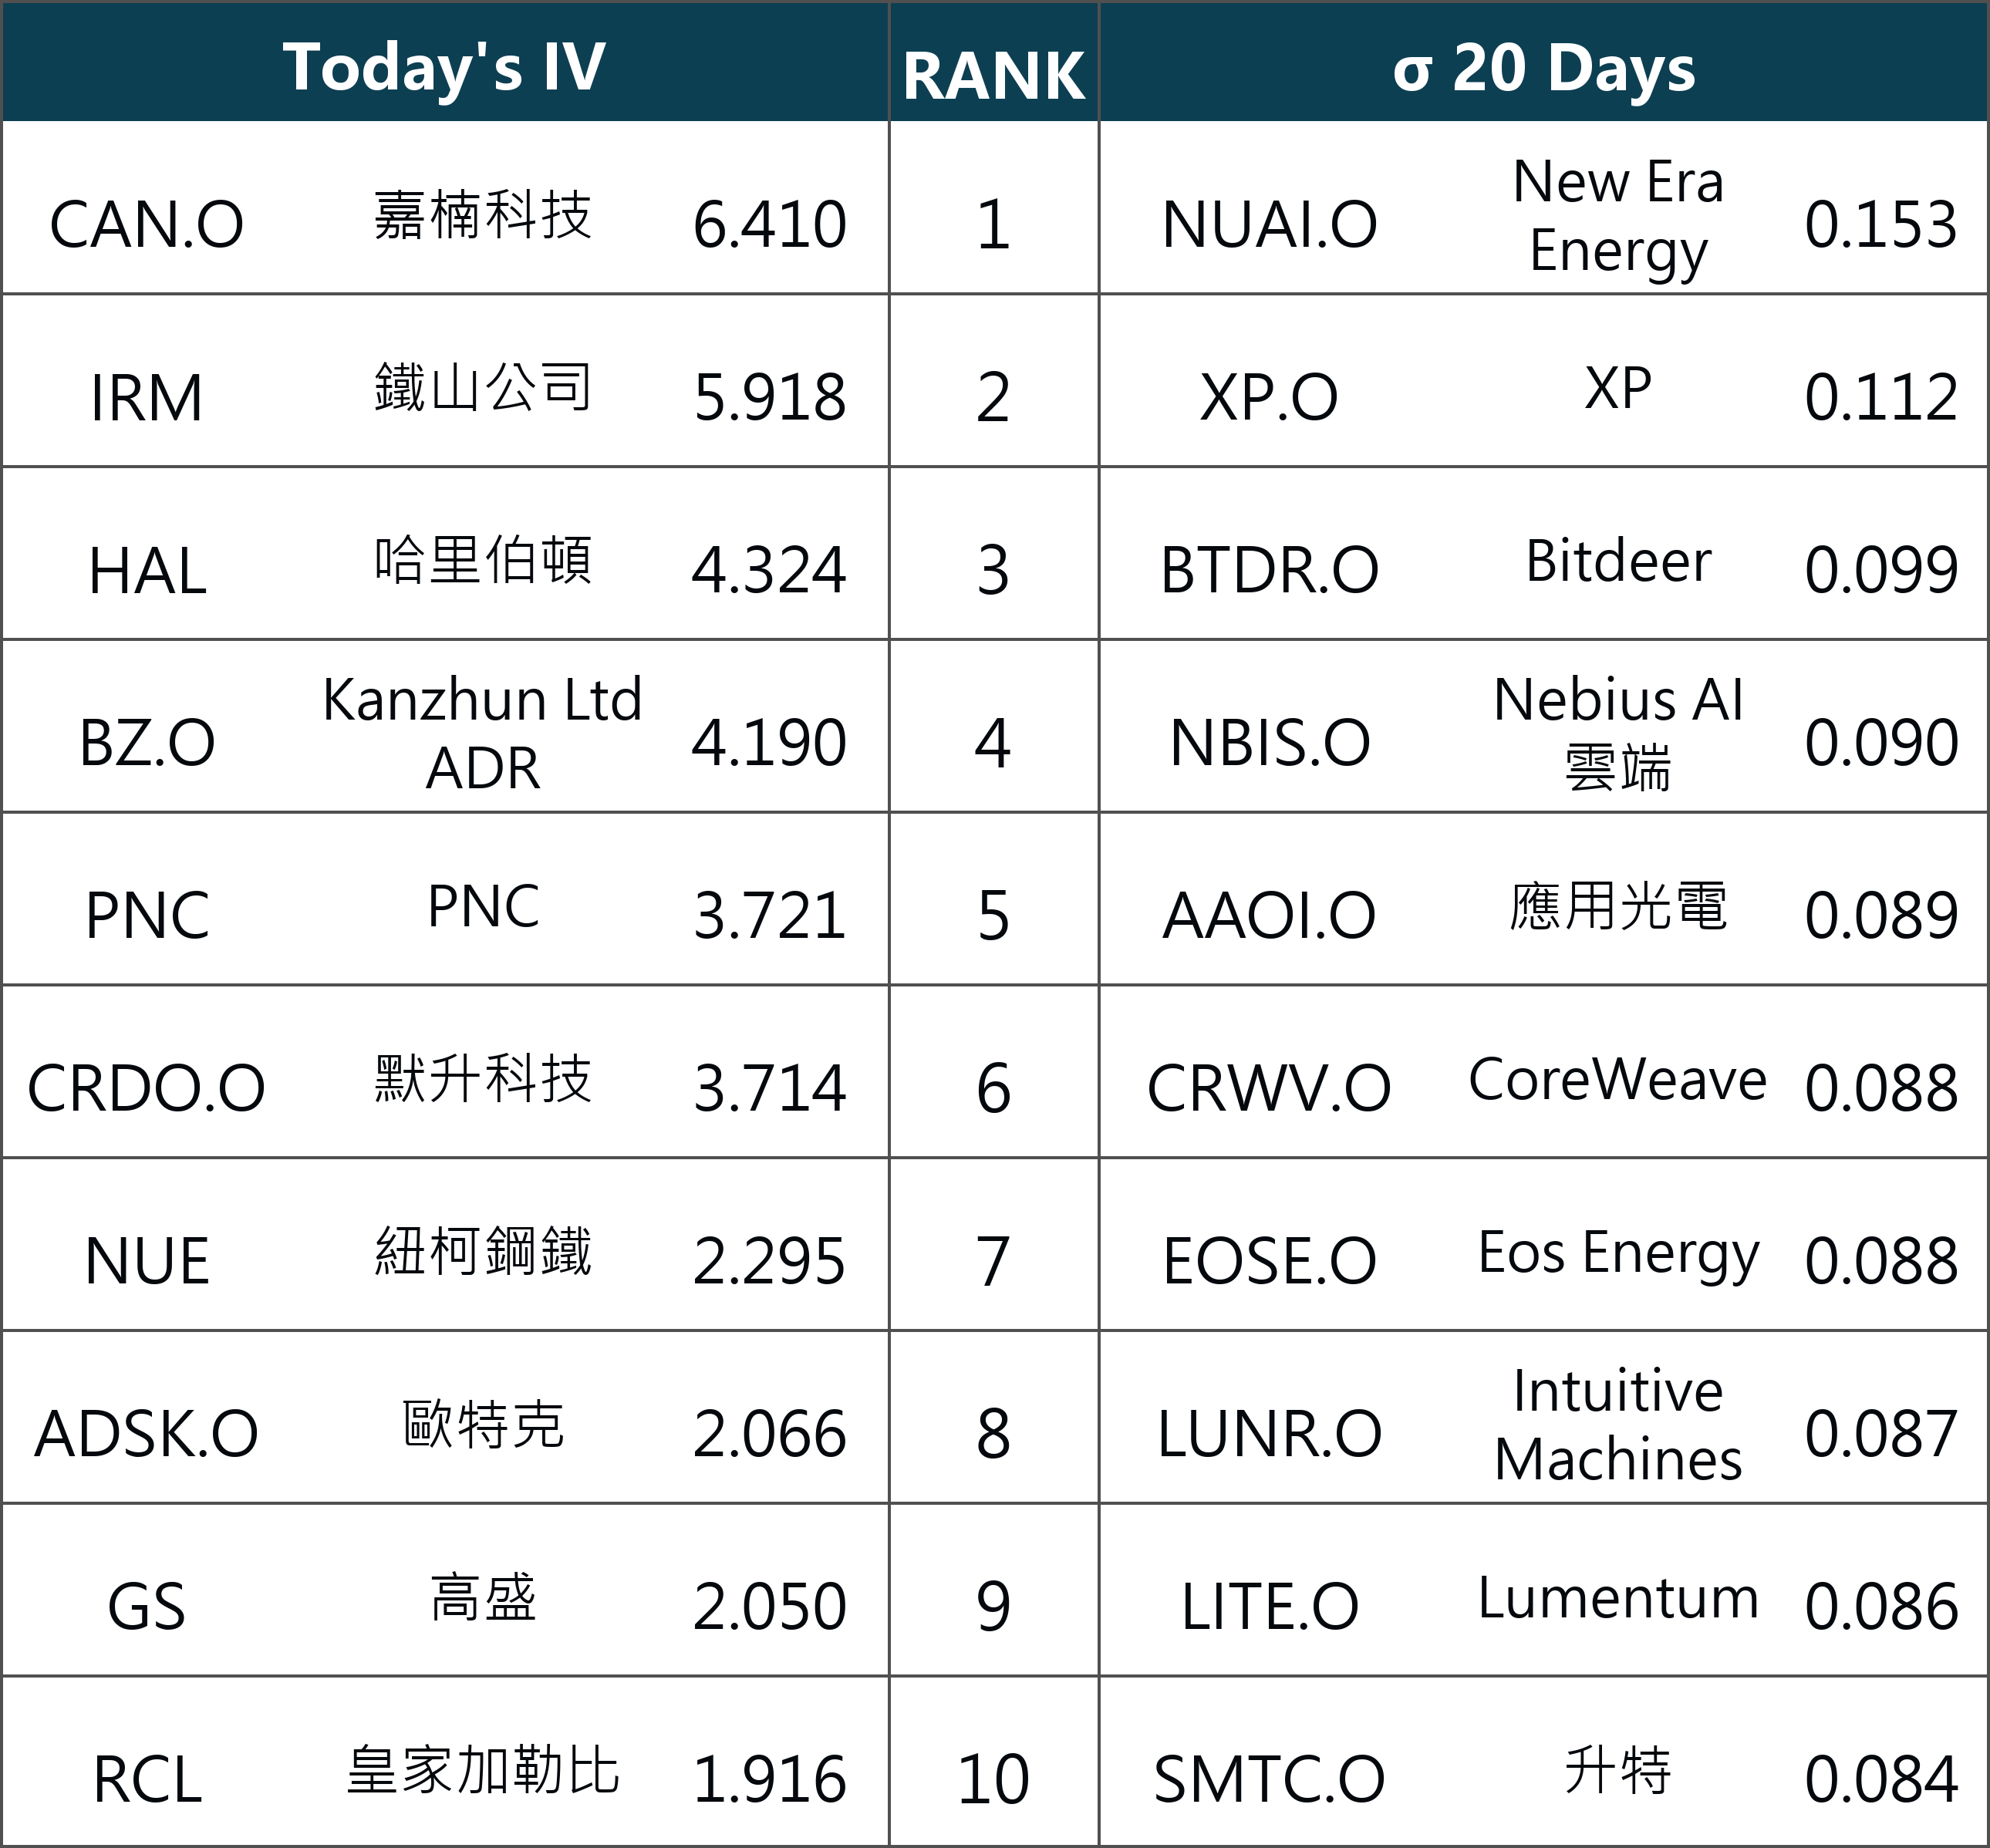 Today's IV RANK σ 20 Days
CAN.O 嘉楠科技 6.410 1 NUAI.O New Era Energy 0.153
IRM 鐵山公司 5.918 2 XP.O XP 0.112
HAL 哈里伯頓 4.324 3 BTDR.O Bitdeer 0.099
BZ.O Kanzhun Ltd ADR 4.190 4 NBIS.O Nebius AI 雲端 0.090
PNC PNC 3.721 5 AAOI.O 應用光電 0.089
CRDO.O 默升科技 3.714 6 CRWV.O CoreWeave 0.088
NUE 紐柯鋼鐵 2.295 7 EOSE.O Eos Energy 0.088
ADSK.O 歐特克 2.066 8 LUNR.O Intuitive Machines 0.087
GS 高盛 2.050 9 LITE.O Lumentum 0.086
RCL 皇家加勒比 1.916 10 SMTC.O 升特 0.084